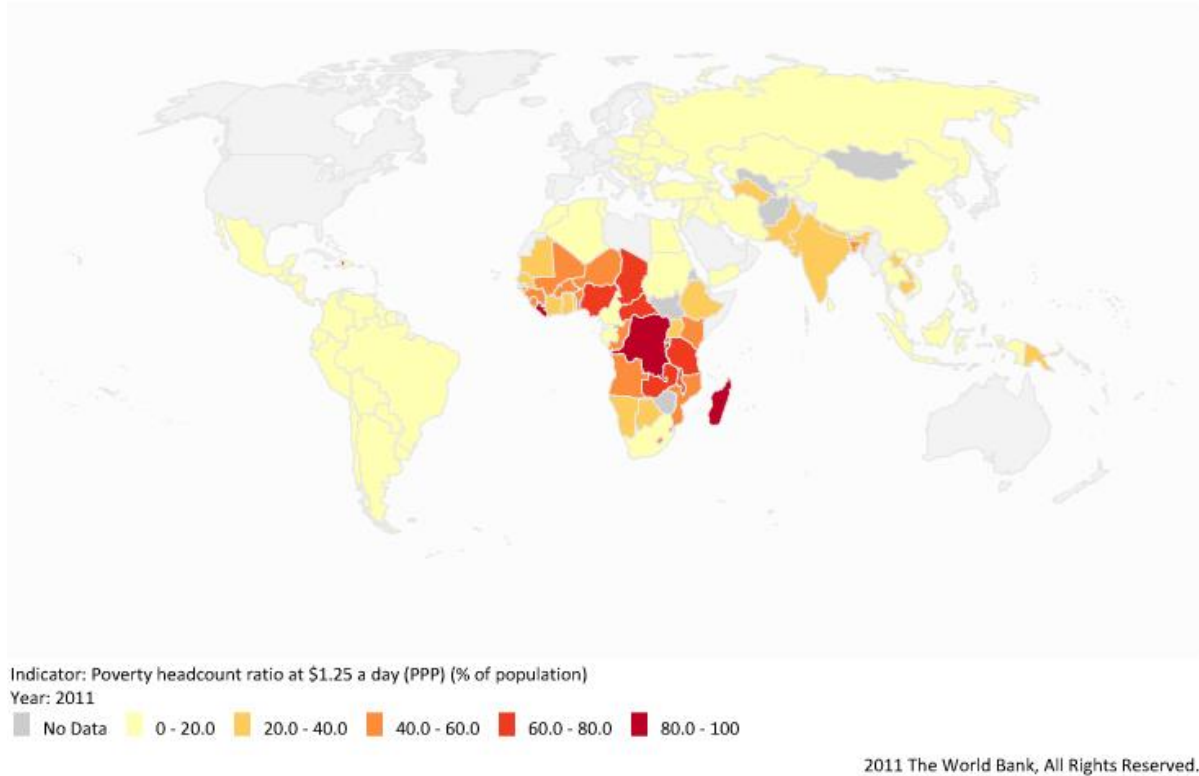 Indicator: Poverty headcount ratio at $1.25 a day (PPP) (% of population)
Year: 2011
No Data 0 - 20.0 20.0 - 40.0 40.0 - 60.0 60.0 - 80.0 80.0 - 100
2011 The World Bank, All Rights Reserved.